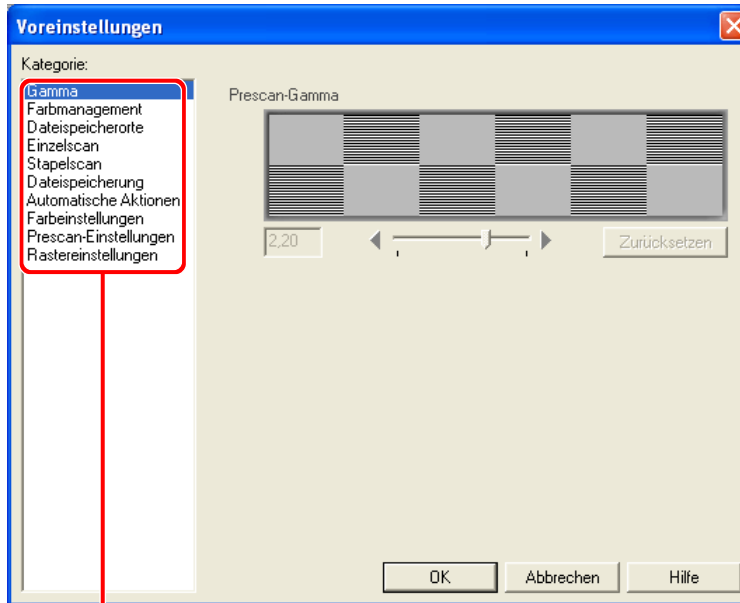 Voreinstellungen
Kategorie:
Gamma
Farbmanagement
Dateispeicherorte
Einzelscan
Stapelscan
Dateispeicherung
Automatische Aktionen
Farbeinstellungen
Prescan-Einstellungen
Rastereinstellungen
Prescan-Gamma
2,20
Zurücksetzen
OK
Abbrechen
Hilfe